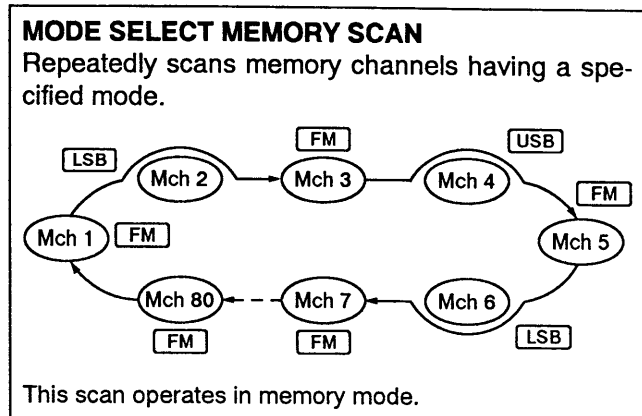 MODE SELECT MEMORY SCAN
Repeatedly scans memory channels having a spe-
cified mode.
FM
USB
LSB
Mch 2
Mch 3
Mch 4
FM
Mch 1
FM
Mch 5
Mch 80
Mch 7
Mch 6
FM
FM
LSB
This scan operates in memory mode.